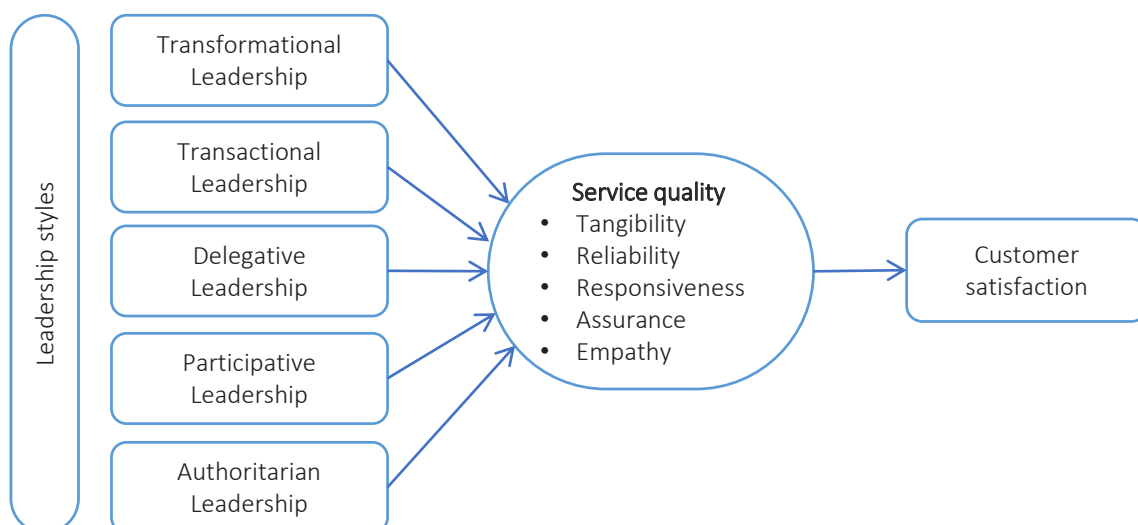 Leadership styles
Transformational
Leadership
Transactional
Leadership
Delegative
Leadership
Participative
Leadership
Authoritarian
Leadership
Service quality
• Tangibility
• Reliability
• Responsiveness
• Assurance
• Empathy
Customer
satisfaction